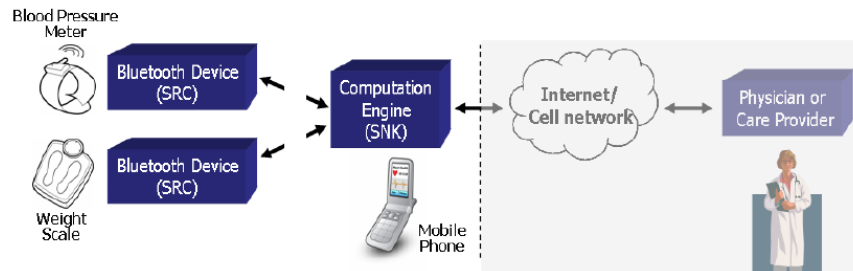 Blood Pressure
Meter
Bluetooth Device
(SRC)
Weight
Scale
Bluetooth Device
(SRC)
Computation
Engine
(SNK)
Mobile
Phone
Internet/
Cell network
Physician or
Care Provider